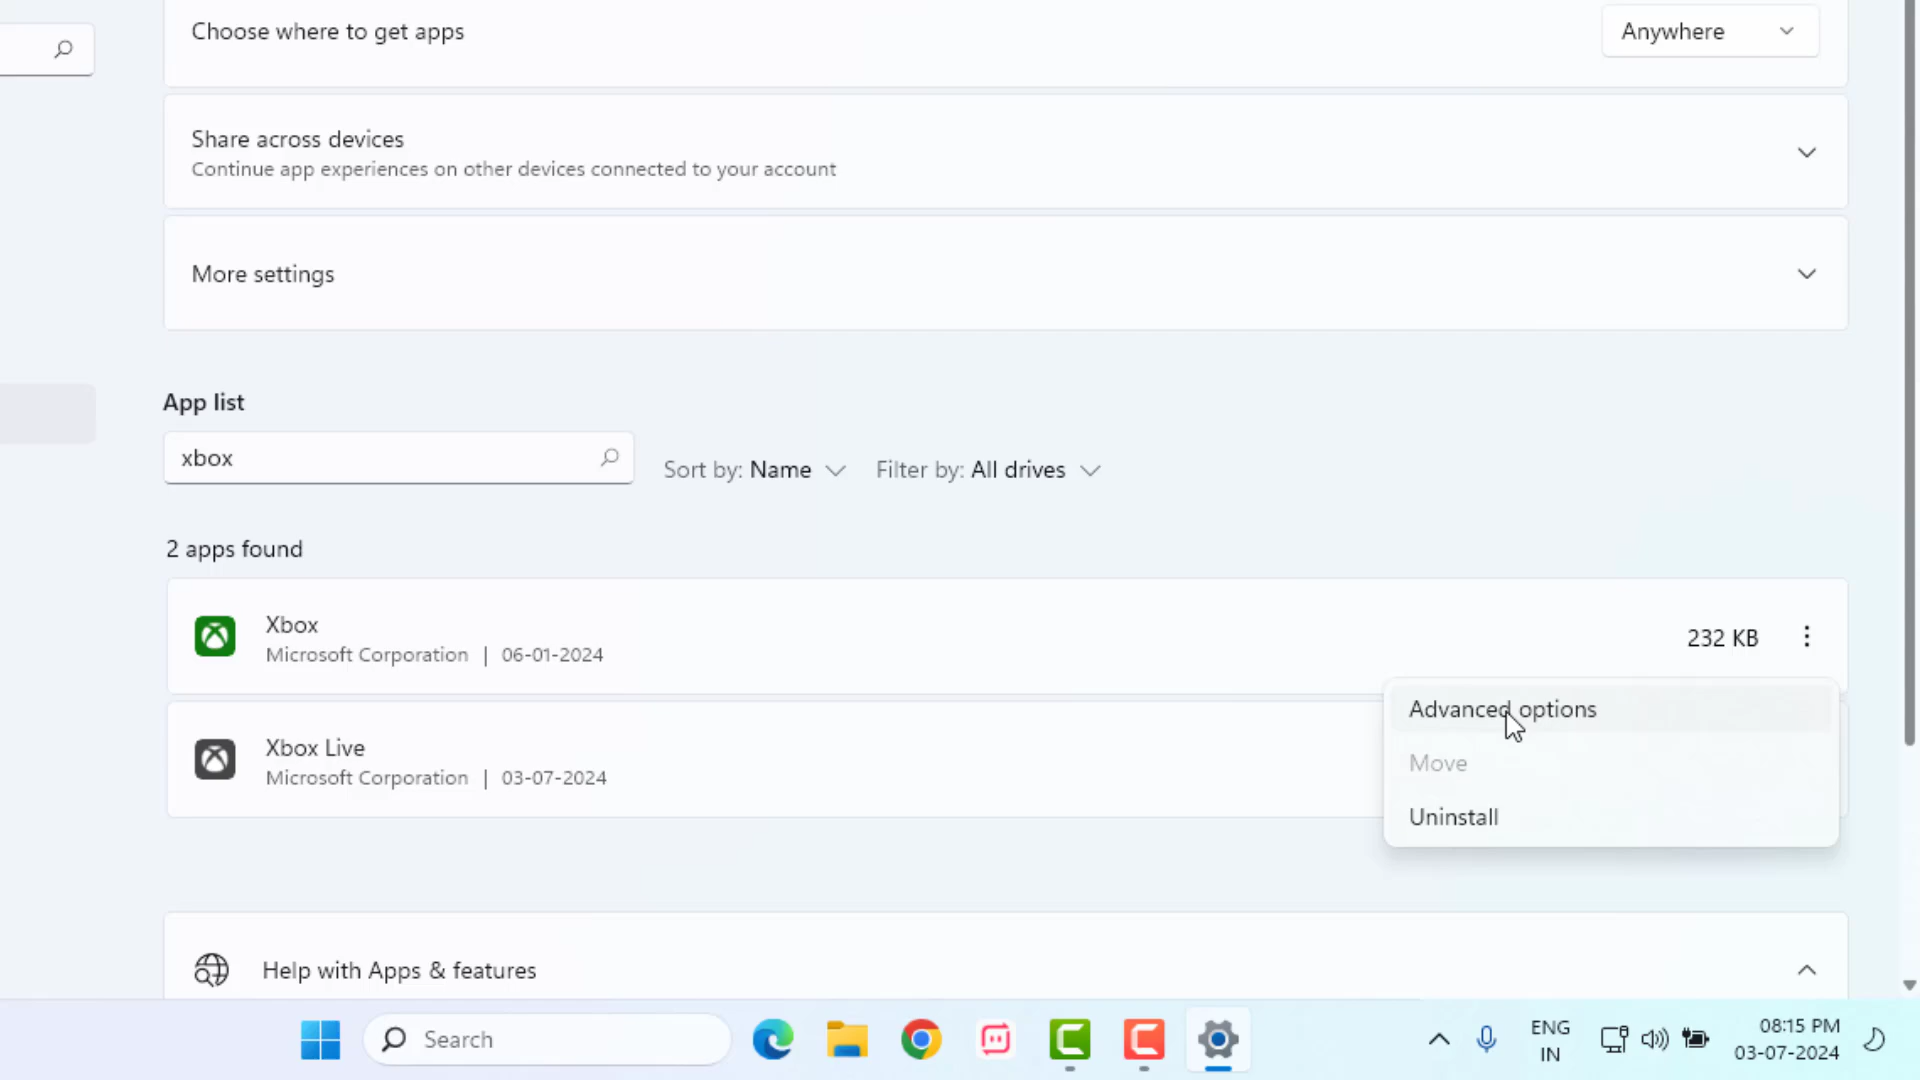 Choose where to get apps
Anywhere
Share across devices
Continue app experiences on other devices connected to your account
More settings
App list
xbox
Sort by: Name
Filter by: All drives
2 apps found
Xbox
Microsoft Corporation | 06-01-2024
232 KB
Advanced options
Move
Uninstall
Xbox Live
Microsoft Corporation | 03-07-2024
Help with Apps & features
Search
ENG
IN
08:15 PM
03-07-2024